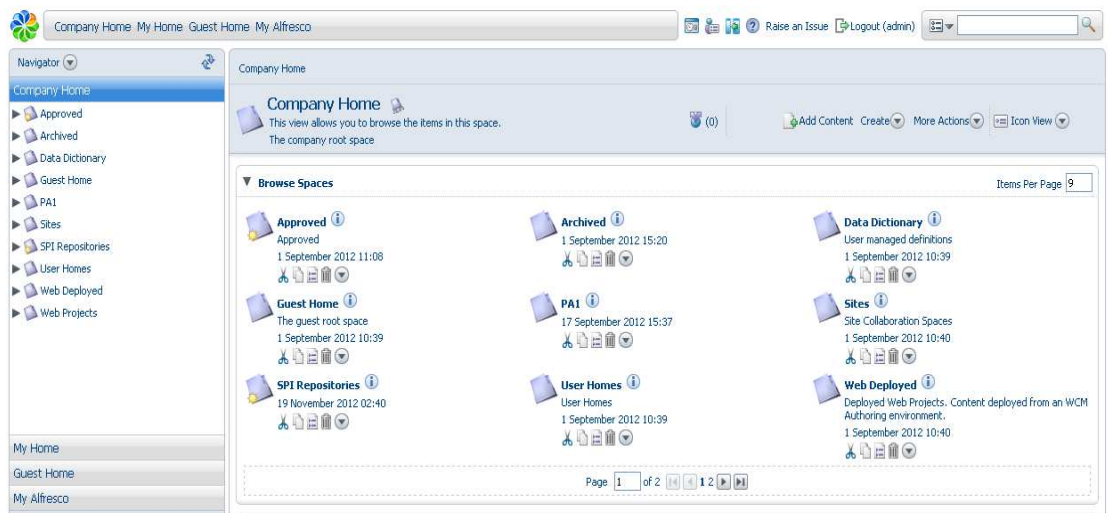 Company Home My Home Guest Home My Alfresco
Raise an Issue Logout (admin)
Navigator
Company Home
Approved
Archived
Data Dictionary
Guest Home
PA1
Sites
SPI Repositories
User Homes
Web Deployed
Web Projects
My Home
Guest Home
My Alfresco
Company Home
Company Home
This view allows you to browse the items in this space.
The company root space
(0)
Add Content Create More Actions Icon View
Browse Spaces
Items Per Page 9
Approved
Approved
1 September 2012 11:08
Archived
1 September 2012 15:20
Data Dictionary
User managed definitions
1 September 2012 10:39
Guest Home
The guest root space
1 September 2012 10:39
PA1
17 September 2012 15:37
Sites
Site Collaboration Spaces
1 September 2012 10:40
SPI Repositories
19 November 2012 02:40
User Homes
User Homes
1 September 2012 10:39
Web Deployed
Deployed Web Projects. Content deployed from an WCM
Authoring environment.
1 September 2012 10:40
Page 1 of 2 1 2